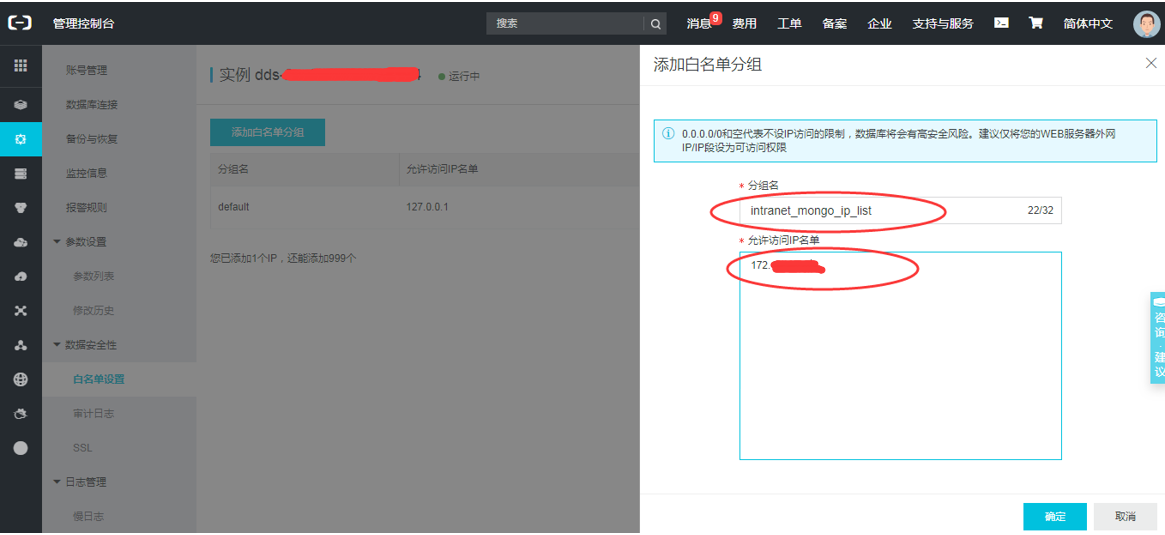 管理控制台
搜索
消息 9
费用
工单
备案
企业
支持与服务
简体中文
账号管理
数据库连接
备份与恢复
监控信息
报警规则
参数设置
参数列表
修改历史
数据安全性
白名单设置
审计日志
SSL
日志管理
慢日志
实例 dds-
运行中
添加白名单分组
分组名
允许访问IP名单
default
127.0.0.1
您已添加1个IP，还能添加999个
添加白名单分组
0.0.0.0/0和空代表不设IP访问的限制，数据库将会有高安全风险。建议仅将您的WEB服务器外网
IP/IP段设为可访问权限
* 分组名
intranet_mongo_ip_list
22/32
* 允许访问IP名单
172.
确定
取消
咨询·建议